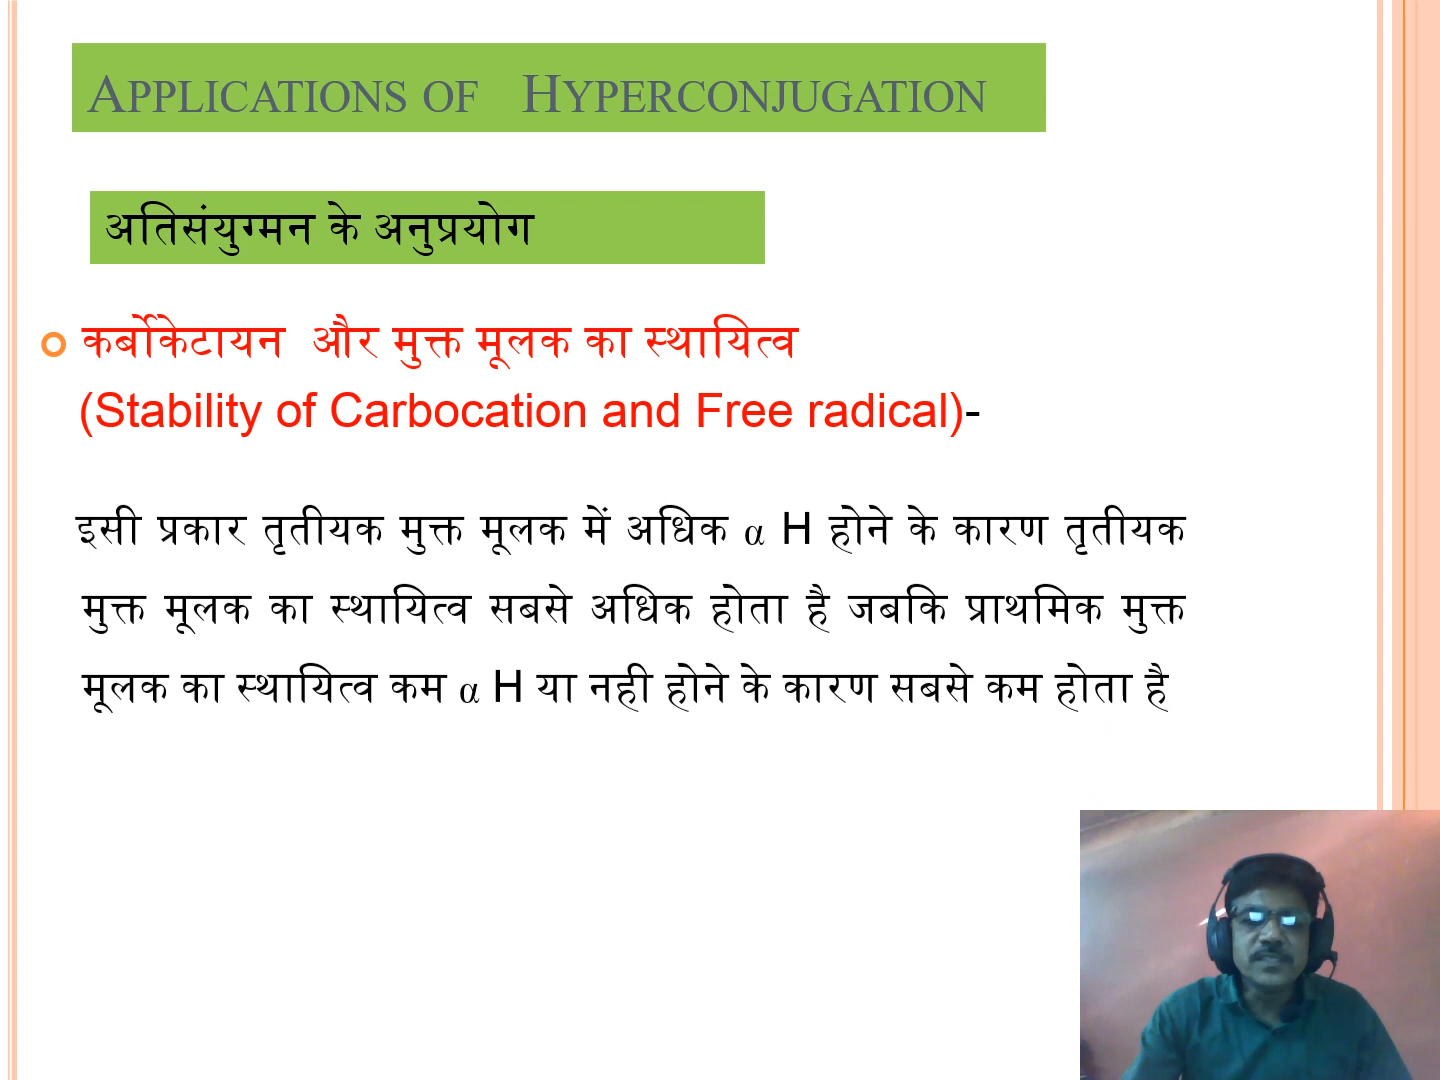 APPLICATIONS OF HYPERCONJUGATION
अतिसंयुग्मन के अनुप्रयोग
कर्बोकेटायन और मुक्त मूलक का स्थायित्व
(Stability of Carbocation and Free radical)-
इसी प्रकार तृतीयक मुक्त मूलक में अधिक α H होने के कारण तृतीयक
मुक्त मूलक का स्थायित्व सबसे अधिक होता है जबकि प्राथमिक मुक्त
मूलक का स्थायित्व कम α H या नही होने के कारण सबसे कम होता है